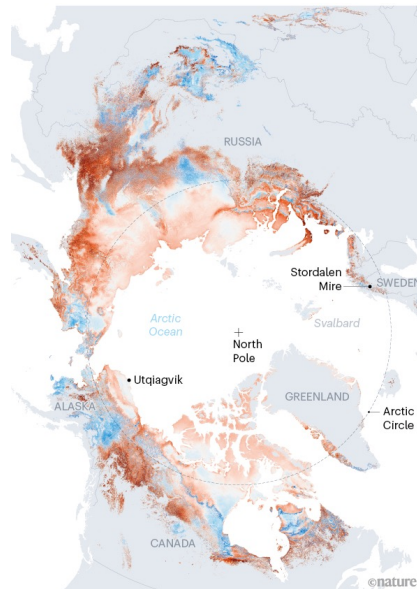 RUSSIA
Stordalen
Mire
SWEDEN
Arctic
Ocean
Svalbard
North
Pole
Utqiagvik
GREENLAND
ALASKA
Arctic
Circle
CANADA
©nature